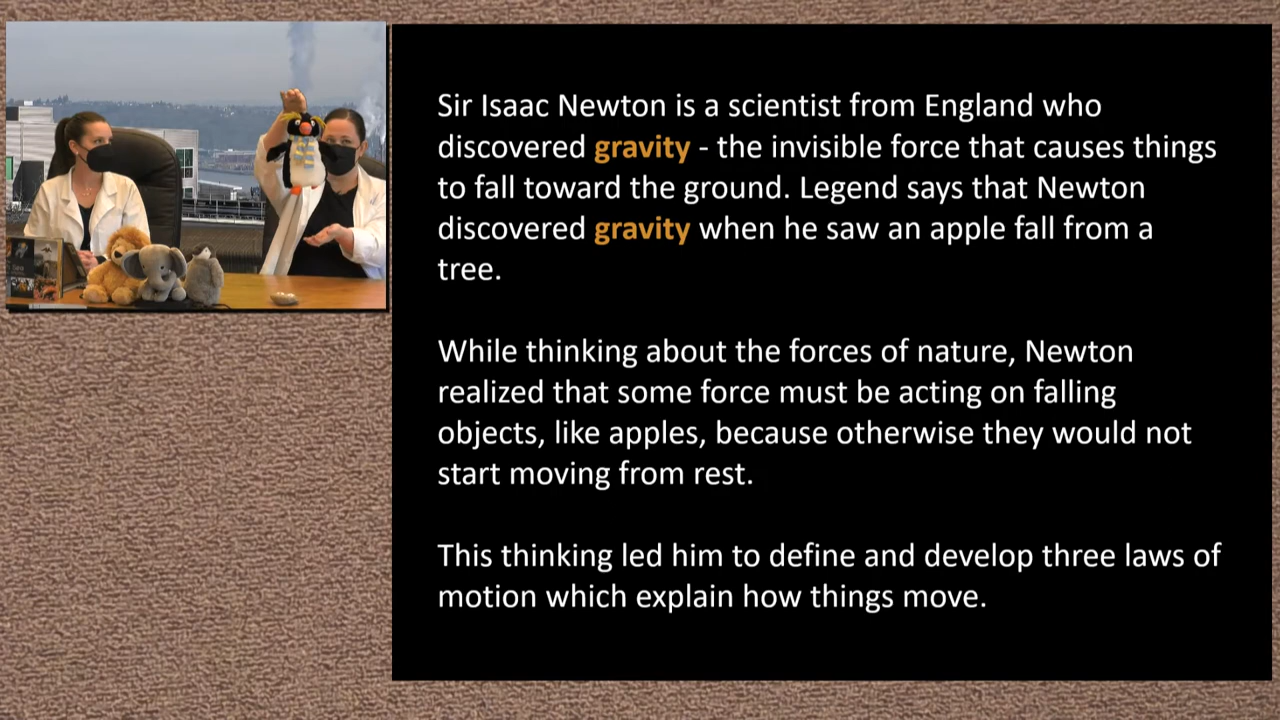 Sir Isaac Newton is a scientist from England who
discovered gravity - the invisible force that causes things
to fall toward the ground. Legend says that Newton
discovered gravity when he saw an apple fall from a
tree.
While thinking about the forces of nature, Newton
realized that some force must be acting on falling
objects, like apples, because otherwise they would not
start moving from rest.
This thinking led him to define and develop three laws of
motion which explain how things move.